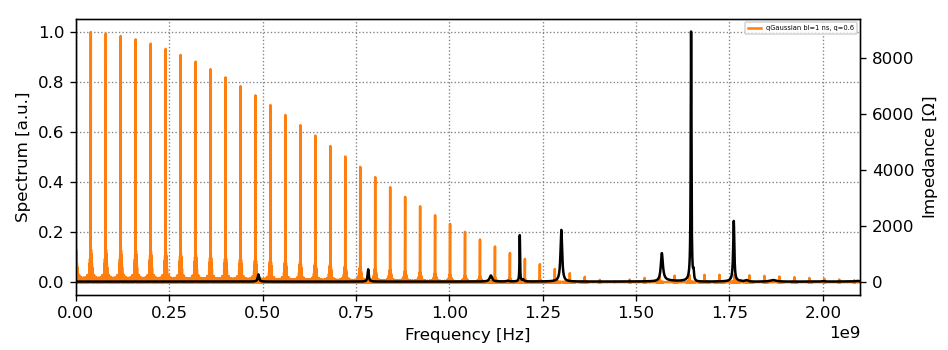 qGaussian bl=1 ns, q=0.6
1.0
0.8
0.6
0.4
0.2
0.0
Spectrum [a.u.]
8000
6000
4000
2000
0
Impedance [Ω]
0.00 0.25 0.50 0.75 1.00 1.25 1.50 1.75 2.00
1e9
Frequency [Hz]